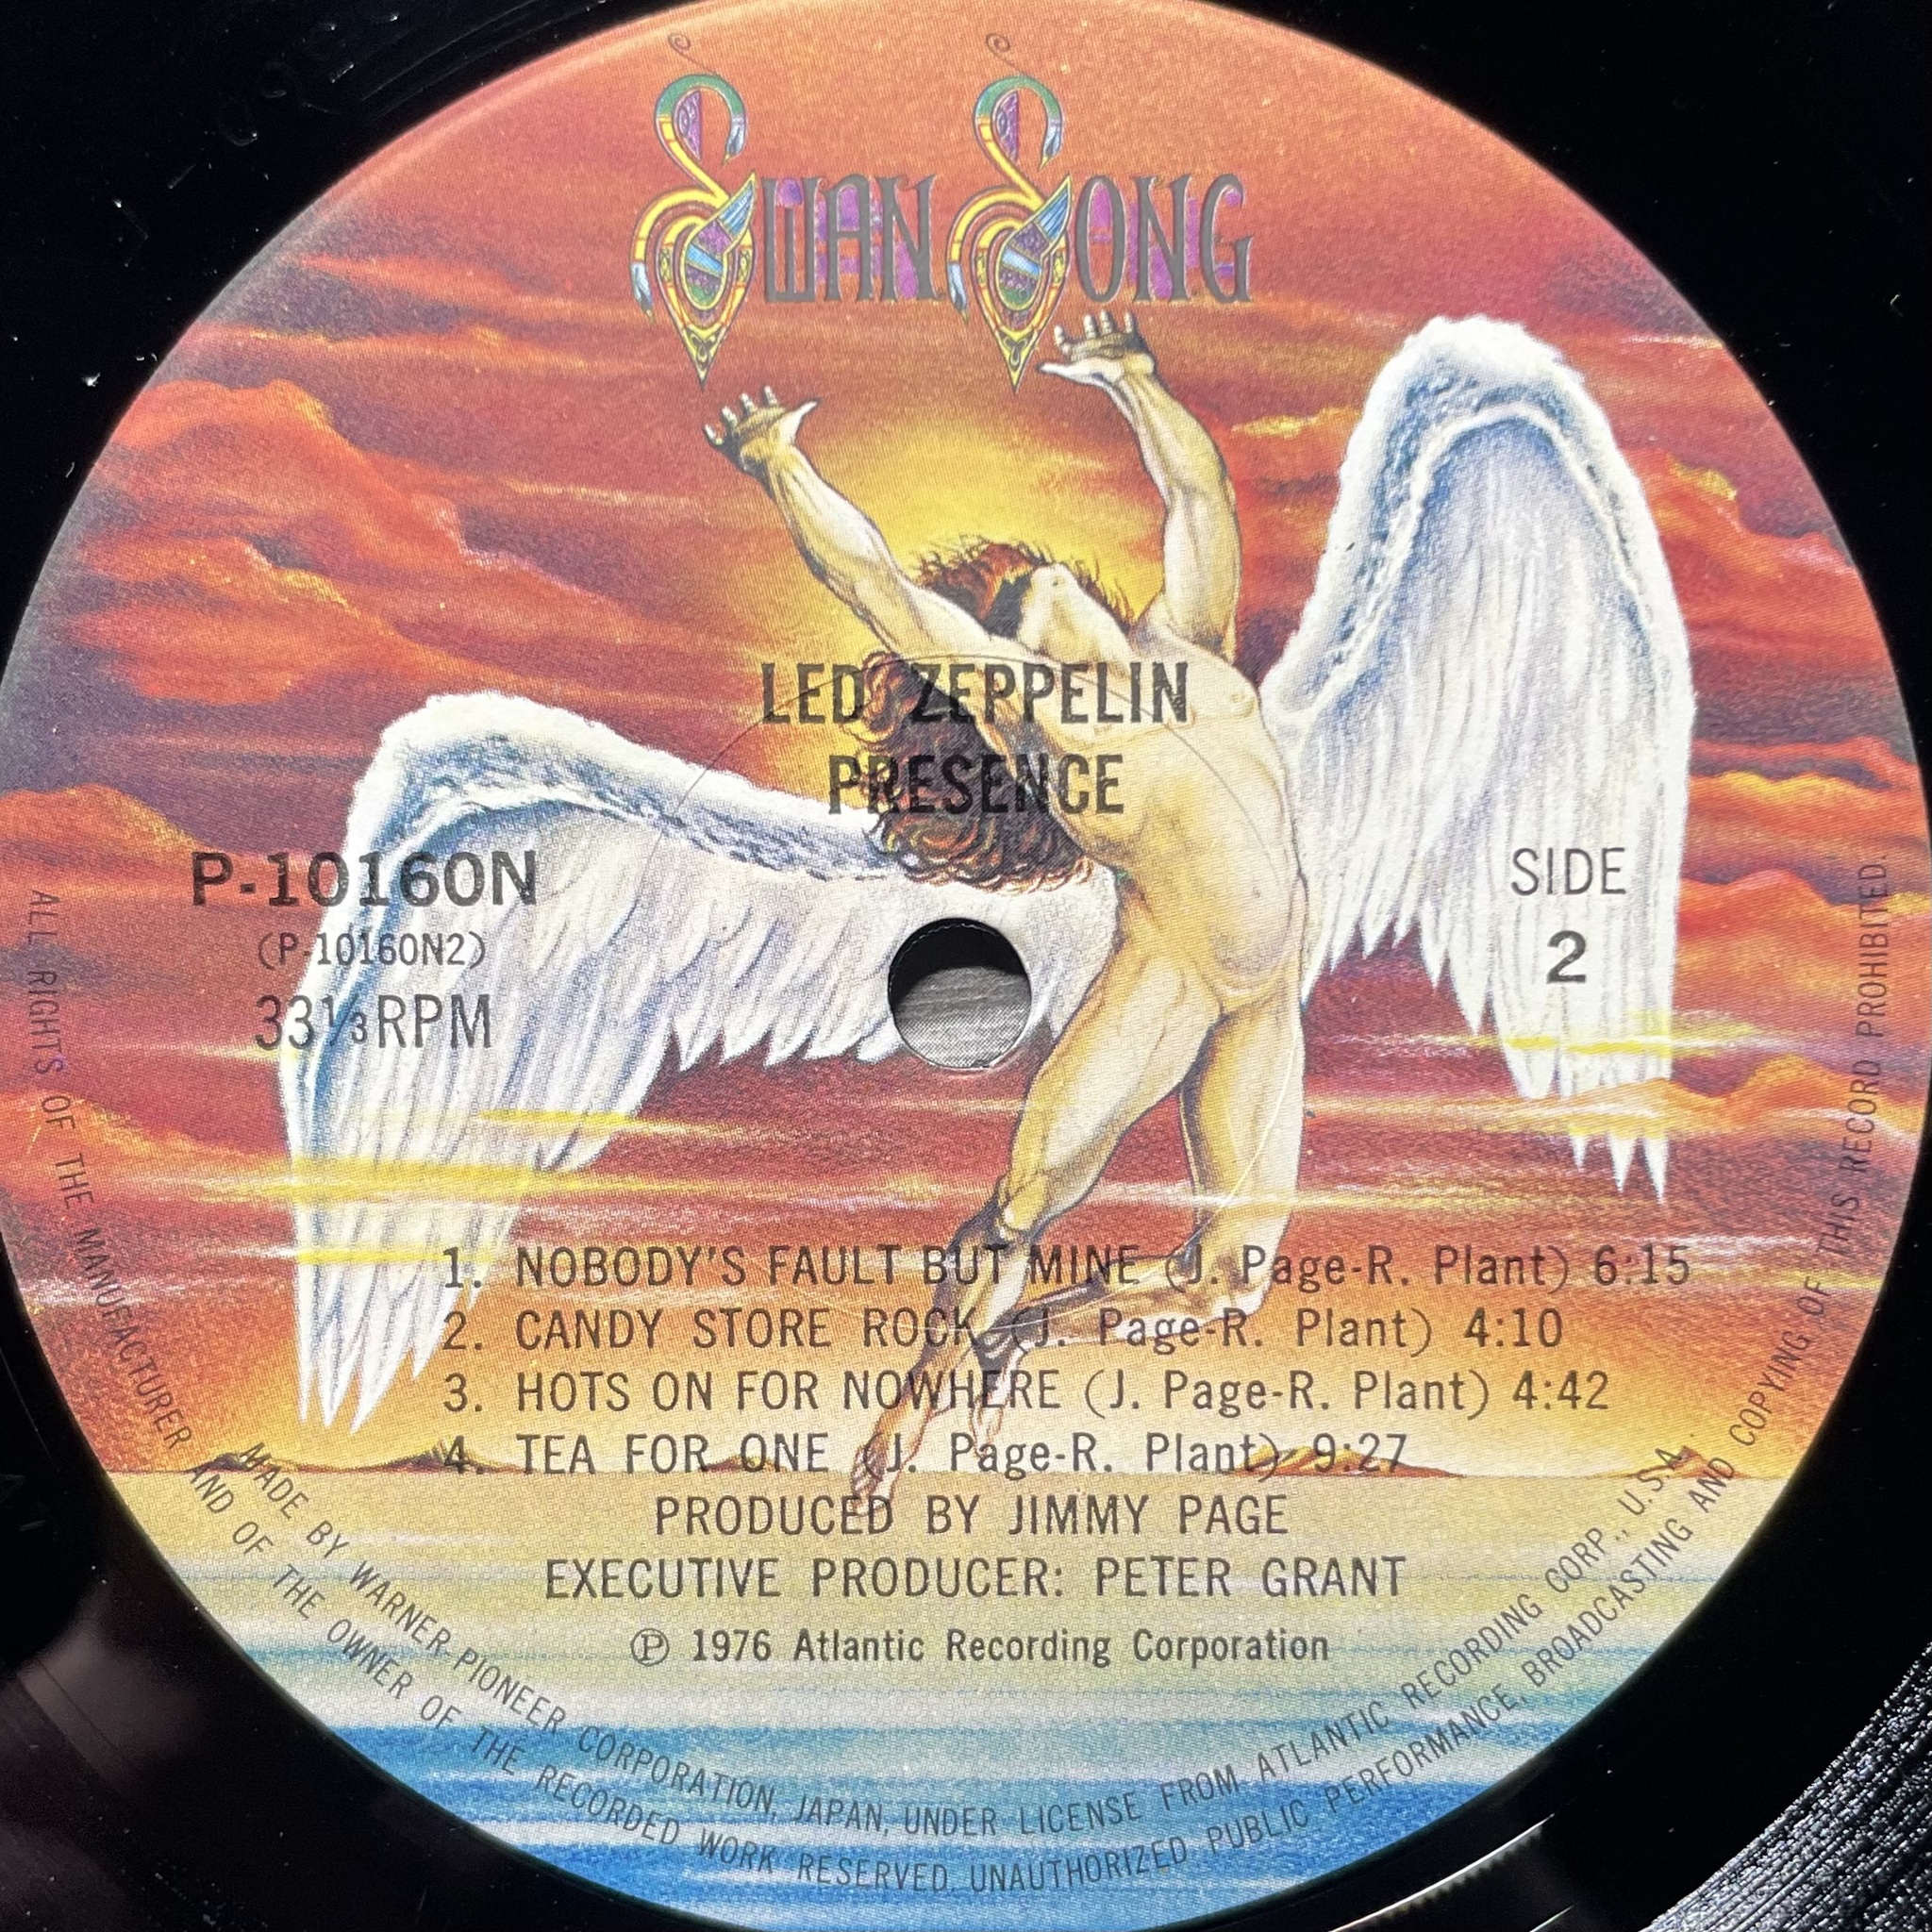 SWAN SONG
LED ZEPPELIN
PRESENCE
P-10160N
(P-10160N2)
33⅓ RPM
SIDE
2
1. NOBODY'S FAULT BUT MINE (J. Page-R. Plant) 6:15
2. CANDY STORE ROCK (J. Page-R. Plant) 4:10
3. HOTS ON FOR NOWHERE (J. Page-R. Plant) 4:42
4. TEA FOR ONE (J. Page-R. Plant) 9:27
PRODUCED BY JIMMY PAGE
EXECUTIVE PRODUCER: PETER GRANT
℗ 1976 Atlantic Recording Corporation
MADE BY WARNER-PIONEER CORPORATION, JAPAN, UNDER LICENSE FROM ATLANTIC RECORDING CORP., U.S.A.
ALL RIGHTS OF THE MANUFACTURER AND OF THE OWNER OF THE RECORDED WORK RESERVED. UNAUTHORIZED PUBLIC PERFORMANCE, BROADCASTING AND COPYING OF THIS RECORD PROHIBITED.